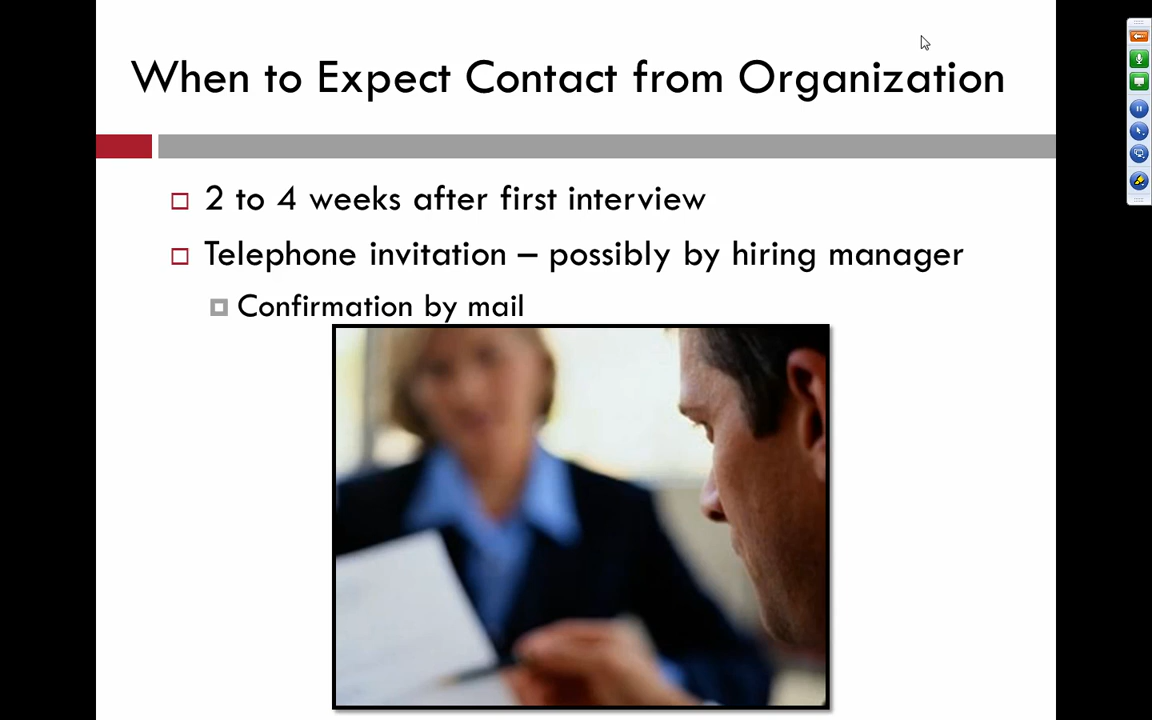 When to Expect Contact from Organization
2 to 4 weeks after first interview
Telephone invitation – possibly by hiring manager
Confirmation by mail